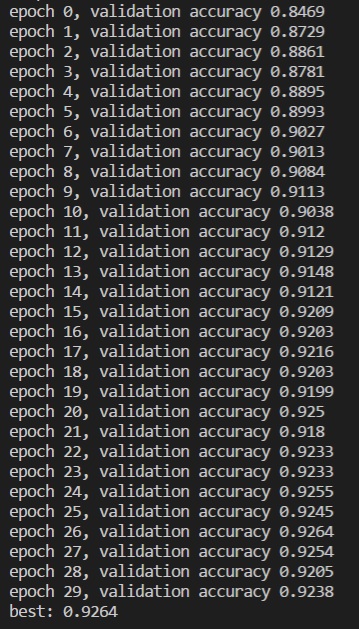 epoch 0, validation accuracy 0.8469
epoch 1, validation accuracy 0.8729
epoch 2, validation accuracy 0.8861
epoch 3, validation accuracy 0.8781
epoch 4, validation accuracy 0.8895
epoch 5, validation accuracy 0.8993
epoch 6, validation accuracy 0.9027
epoch 7, validation accuracy 0.9013
epoch 8, validation accuracy 0.9084
epoch 9, validation accuracy 0.9113
epoch 10, validation accuracy 0.9038
epoch 11, validation accuracy 0.912
epoch 12, validation accuracy 0.9129
epoch 13, validation accuracy 0.9148
epoch 14, validation accuracy 0.9121
epoch 15, validation accuracy 0.9209
epoch 16, validation accuracy 0.9203
epoch 17, validation accuracy 0.9216
epoch 18, validation accuracy 0.9203
epoch 19, validation accuracy 0.9199
epoch 20, validation accuracy 0.925
epoch 21, validation accuracy 0.918
epoch 22, validation accuracy 0.9233
epoch 23, validation accuracy 0.9233
epoch 24, validation accuracy 0.9255
epoch 25, validation accuracy 0.9245
epoch 26, validation accuracy 0.9264
epoch 27, validation accuracy 0.9254
epoch 28, validation accuracy 0.9205
epoch 29, validation accuracy 0.9238
best: 0.9264